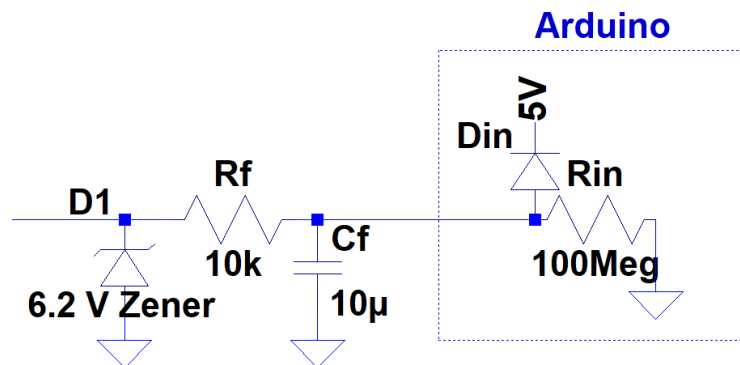 Arduino
5V
Din
D1
Rf
Rin
Cf
10k
100Meg
6.2 V Zener
10µ